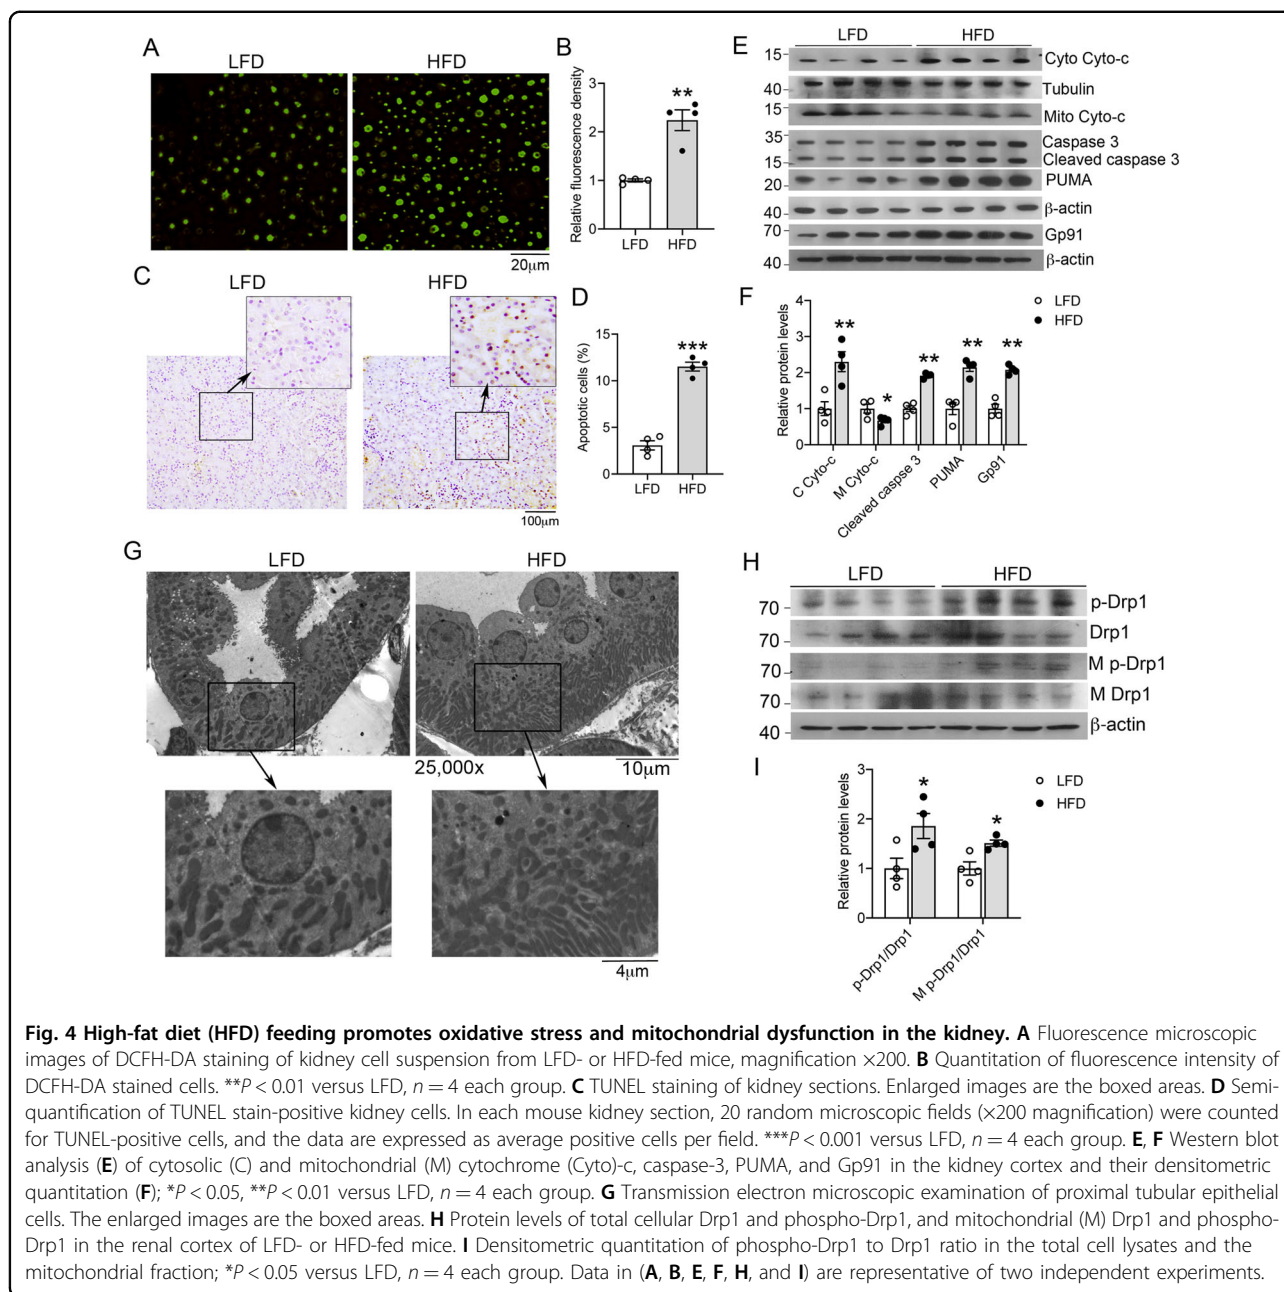 A
LFD
HFD
20μm
B
Relative fluorescence density
3
2
1
0
**
LFD
HFD
C
LFD
HFD
100μm
D
Apoptotic cells (%)
15
10
5
0
***
LFD
HFD
E
LFD
HFD
15
Cyto Cyto-c
40
Tubulin
15
Mito Cyto-c
35
Caspase 3
15
Cleaved caspase 3
20
PUMA
40
β-actin
70
Gp91
40
β-actin
F
Relative protein levels
4
3
2
1
0
LFD
HFD
**
*
**
**
**
C Cyto-c
M Cyto-c
Cleaved caspse 3
PUMA
Gp91
G
LFD
HFD
25,000x
10μm
4μm
H
LFD
HFD
70
p-Drp1
70
Drp1
70
M p-Drp1
70
M Drp1
40
β-actin
I
Relative protein levels
3
2
1
0
LFD
HFD
*
*
p-Drp1/Drp1
M p-Drp1/Drp1
Fig. 4 High-fat diet (HFD) feeding promotes oxidative stress and mitochondrial dysfunction in the kidney. A Fluorescence microscopic
images of DCFH-DA staining of kidney cell suspension from LFD- or HFD-fed mice, magnification ×200. B Quantitation of fluorescence intensity of
DCFH-DA stained cells. **P < 0.01 versus LFD, n = 4 each group. C TUNEL staining of kidney sections. Enlarged images are the boxed areas. D Semi-
quantification of TUNEL stain-positive kidney cells. In each mouse kidney section, 20 random microscopic fields (×200 magnification) were counted
for TUNEL-positive cells, and the data are expressed as average positive cells per field. ***P < 0.001 versus LFD, n = 4 each group. E, F Western blot
analysis (E) of cytosolic (C) and mitochondrial (M) cytochrome (Cyto)-c, caspase-3, PUMA, and Gp91 in the kidney cortex and their densitometric
quantitation (F); *P < 0.05, **P < 0.01 versus LFD, n = 4 each group. G Transmission electron microscopic examination of proximal tubular epithelial
cells. The enlarged images are the boxed areas. H Protein levels of total cellular Drp1 and phospho-Drp1, and mitochondrial (M) Drp1 and phospho-
Drp1 in the renal cortex of LFD- or HFD-fed mice. I Densitometric quantitation of phospho-Drp1 to Drp1 ratio in the total cell lysates and the
mitochondrial fraction; *P < 0.05 versus LFD, n = 4 each group. Data in (A, B, E, F, H, and I) are representative of two independent experiments.